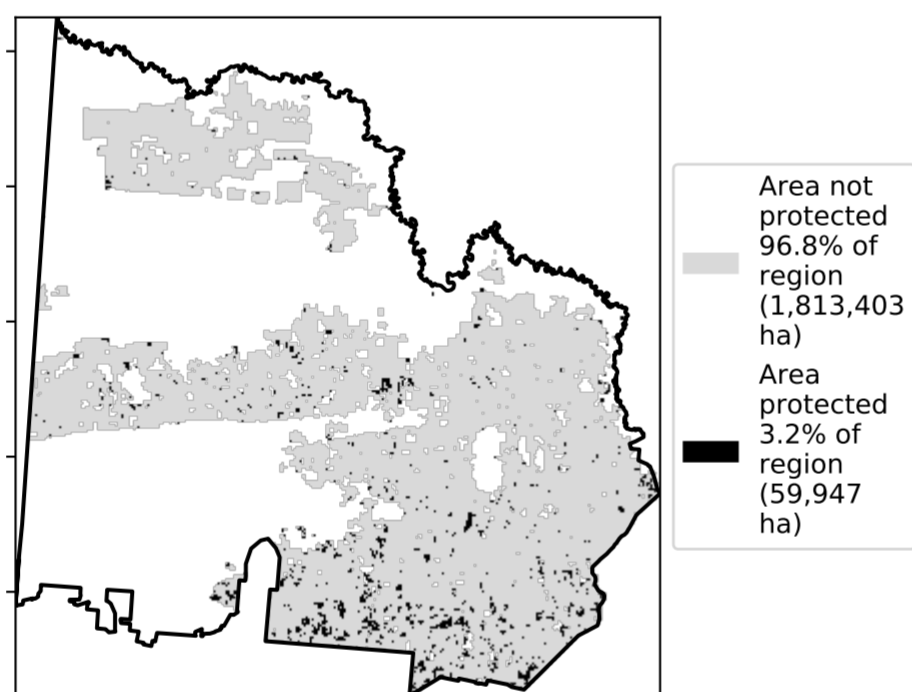 Area not
protected
96.8% of
region
(1,813,403
ha)
Area
protected
3.2% of
region
(59,947
ha)